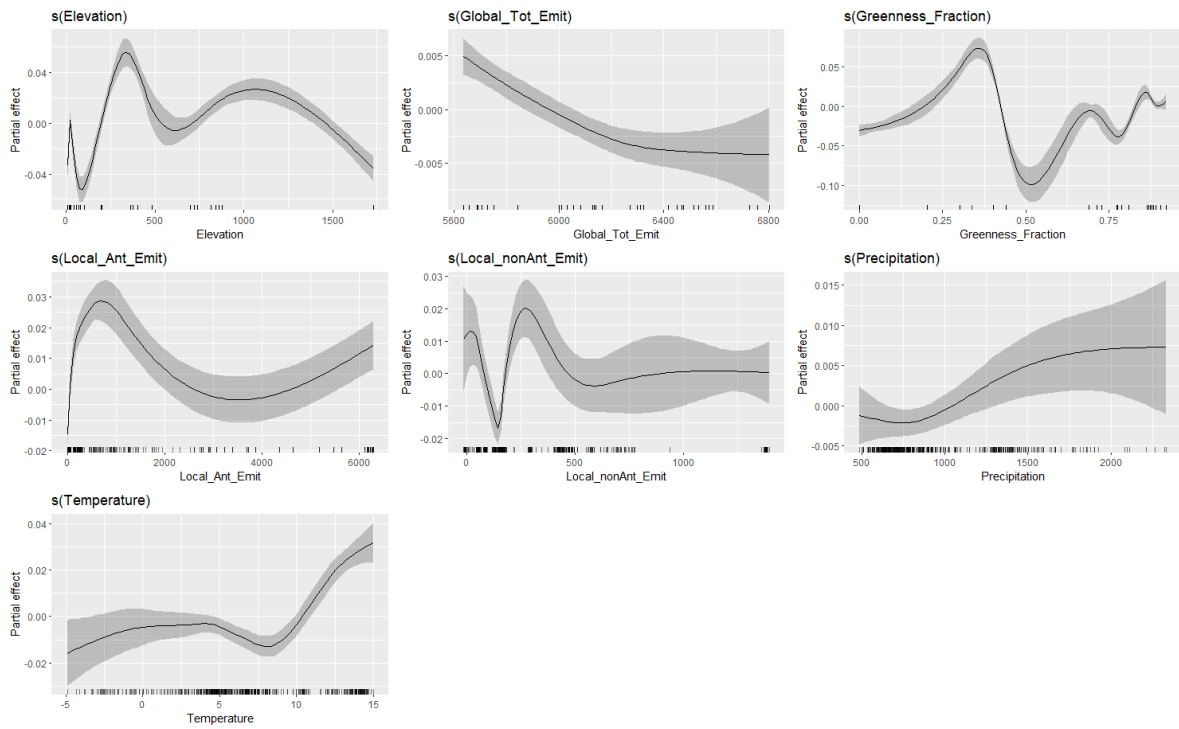 s(Elevation)
Partial effect
0.04
0.00
-0.04
0
500
1000
1500
Elevation
s(Global_Tot_Emit)
Partial effect
0.005
0.000
-0.005
5600
6000
6400
6800
Global_Tot_Emit
s(Greenness_Fraction)
Partial effect
0.05
0.00
-0.05
-0.10
0.00
0.25
0.50
0.75
Greenness_Fraction
s(Local_Ant_Emit)
Partial effect
0.03
0.02
0.01
0.00
-0.01
-0.02
0
2000
4000
6000
Local_Ant_Emit
s(Local_nonAnt_Emit)
Partial effect
0.03
0.02
0.01
0.00
-0.01
-0.02
0
500
1000
Local_nonAnt_Emit
s(Precipitation)
Partial effect
0.015
0.010
0.005
0.000
-0.005
500
1000
1500
2000
Precipitation
s(Temperature)
Partial effect
0.04
0.02
0.00
-0.02
-5
0
5
10
15
Temperature